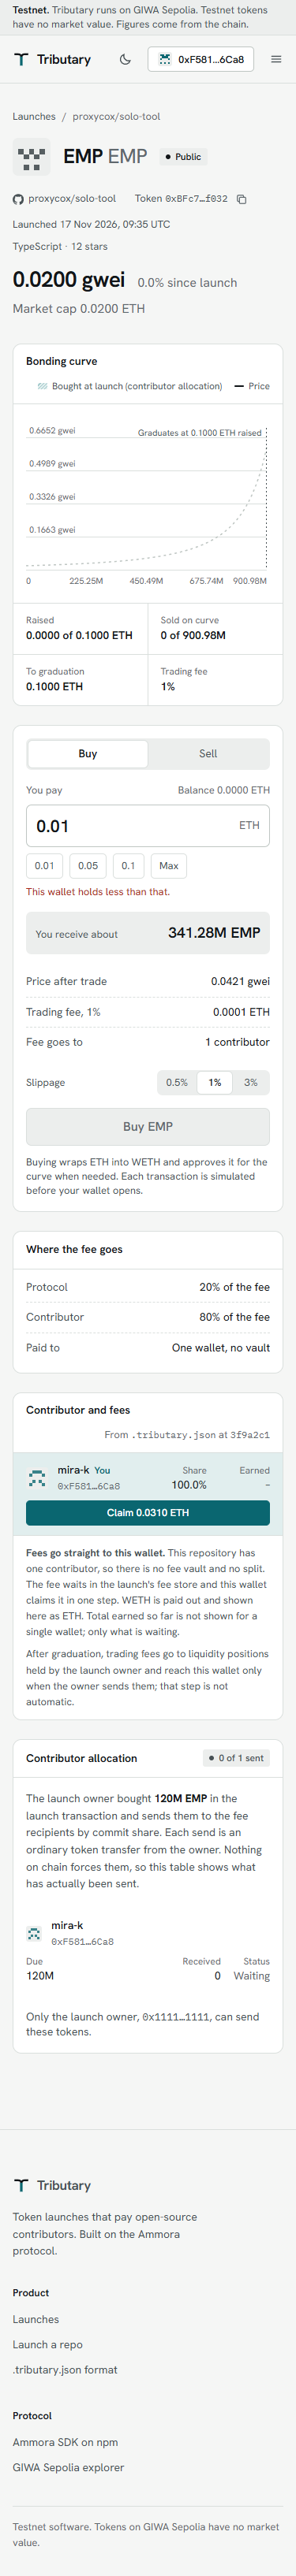 Testnet. Tributary runs on GIWA Sepolia. Testnet tokens
have no market value. Figures come from the chain.
Tributary
0xF581…6Ca8
Launches / proxycox/solo-tool
EMP EMP
Public
proxycox/solo-tool
Token 0xBFc7…f032
Launched 17 Nov 2026, 09:35 UTC
TypeScript · 12 stars
0.0200 gwei 0.0% since launch
Market cap 0.0200 ETH
Bonding curve
Bought at launch (contributor allocation)
Price
0.6652 gwei
Graduates at 0.1000 ETH raised
0.4989 gwei
0.3326 gwei
0.1663 gwei
0 225.25M 450.49M 675.74M 900.98M
Raised
0.0000 of 0.1000 ETH
Sold on curve
0 of 900.98M
To graduation
0.1000 ETH
Trading fee
1%
Buy
Sell
You pay
Balance 0.0000 ETH
0.01
ETH
0.01 0.05 0.1 Max
This wallet holds less than that.
You receive about
341.28M EMP
Price after trade
0.0421 gwei
Trading fee, 1%
0.0001 ETH
Fee goes to
1 contributor
Slippage
0.5% 1% 3%
Buy EMP
Buying wraps ETH into WETH and approves it for the
curve when needed. Each transaction is simulated
before your wallet opens.
Where the fee goes
Protocol
20% of the fee
Contributor
80% of the fee
Paid to
One wallet, no vault
Contributor and fees
From .tributary.json at 3f9a2c1
mira-k You
0xF581…6Ca8
Share
100.0%
Earned
–
Claim 0.0310 ETH
Fees go straight to this wallet. This repository has
one contributor, so there is no fee vault and no split.
The fee waits in the launch's fee store and this wallet
claims it in one step. WETH is paid out and shown
here as ETH. Total earned so far is not shown for a
single wallet; only what is waiting.
After graduation, trading fees go to liquidity positions
held by the launch owner and reach this wallet only
when the owner sends them; that step is not
automatic.
Contributor allocation
0 of 1 sent
The launch owner bought 120M EMP in the
launch transaction and sends them to the fee
recipients by commit share. Each send is an
ordinary token transfer from the owner. Nothing
on chain forces them, so this table shows what
has actually been sent.
mira-k
0xF581…6Ca8
Due
120M
Received
0
Status
Waiting
Only the launch owner, 0x1111…1111, can send
these tokens.
Tributary
Token launches that pay open-source
contributors. Built on the Ammora
protocol.
Product
Launches
Launch a repo
.tributary.json format
Protocol
Ammora SDK on npm
GIWA Sepolia explorer
Testnet software. Tokens on GIWA Sepolia have no market
value.